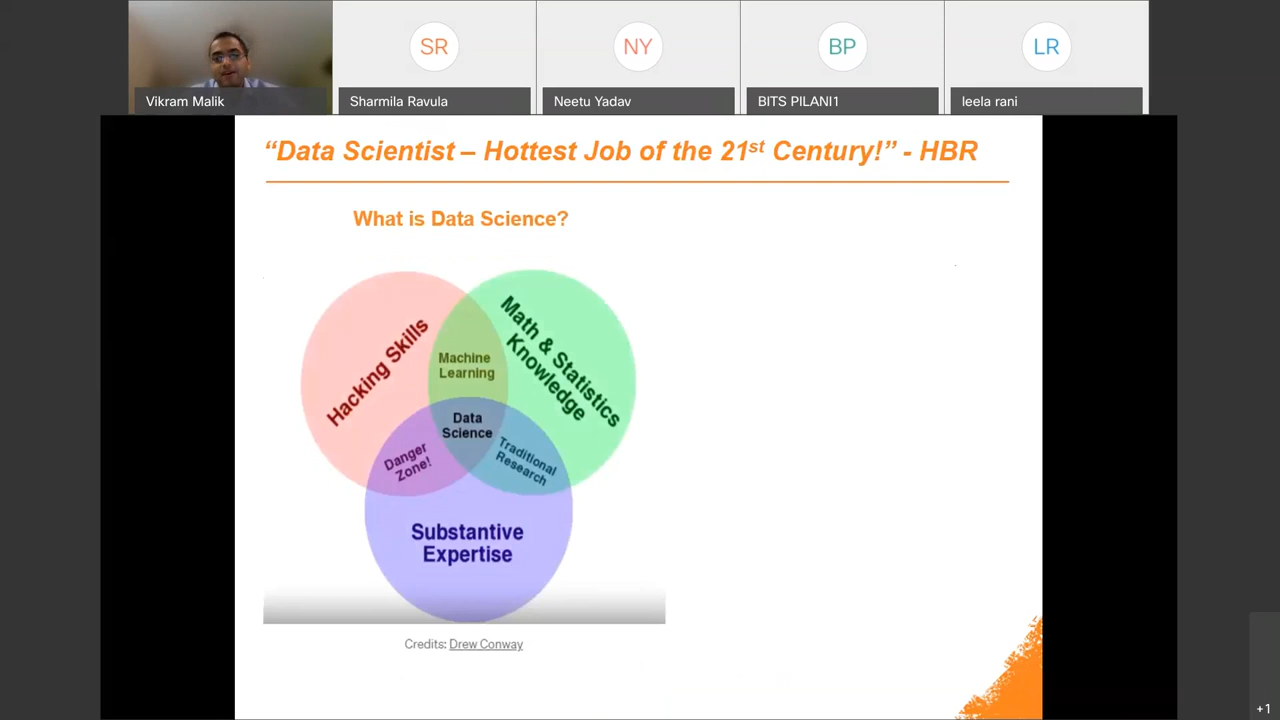 SR
NY
BP
LR
Vikram Malik
Sharmila Ravula
Neetu Yadav
BITS PILANI1
leela rani
“Data Scientist – Hottest Job of the 21st Century!” - HBR
What is Data Science?
Hacking Skills
Math & Statistics
Knowledge
Machine
Learning
Data
Science
Danger
Zone!
Traditional
Research
Substantive
Expertise
Credits: Drew Conway
+1